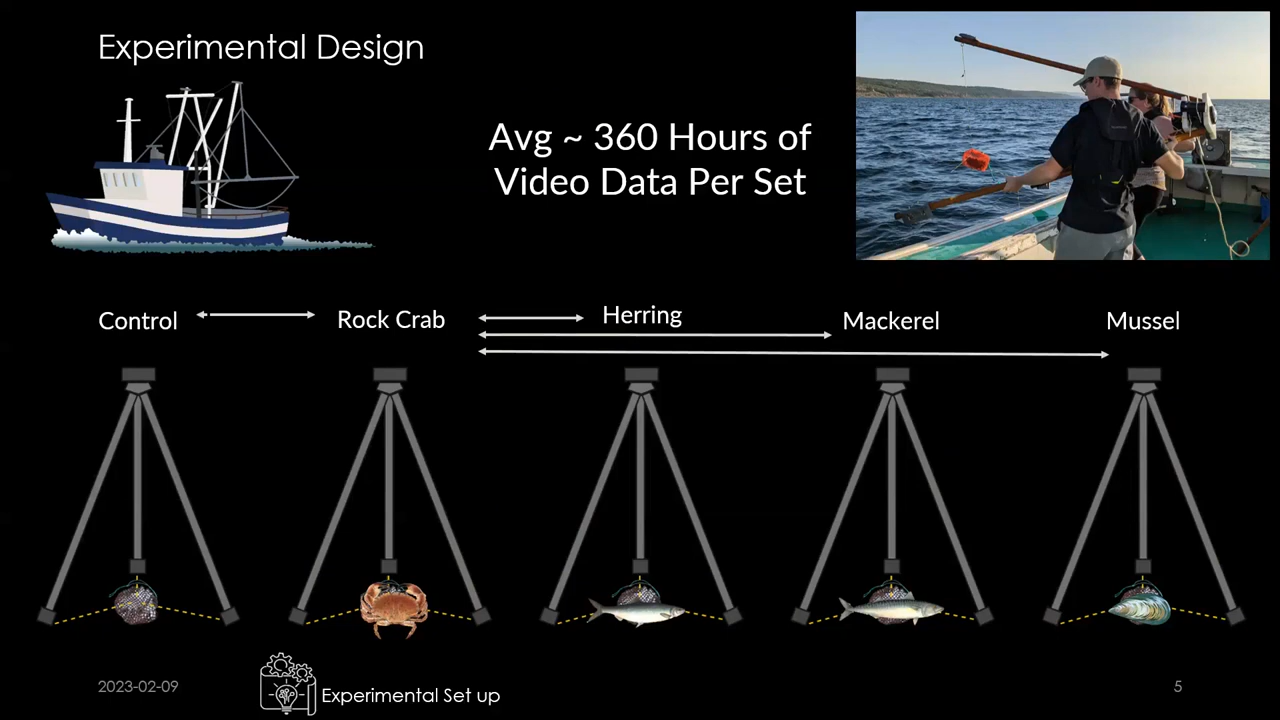 Experimental Design
Avg ~ 360 Hours of
Video Data Per Set
Control
Rock Crab
Herring
Mackerel
Mussel
2023-02-09
Experimental Set up
5